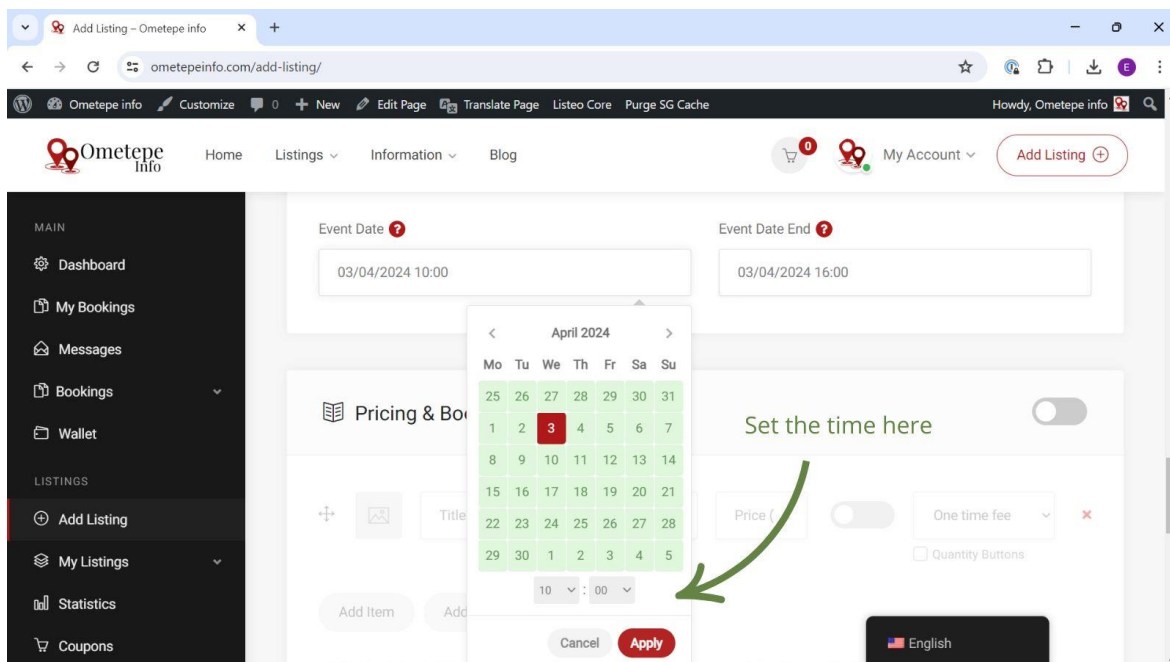 Add Listing – Ometepe info
ometepeinfo.com/add-listing/
E
Ometepe info Customize 0 New Edit Page Translate Page Listeo Core Purge SG Cache Howdy, Ometepe info
Ometepe Info
Home Listings Information Blog 0 My Account Add Listing
MAIN
Dashboard
My Bookings
Messages
Bookings
Wallet
LISTINGS
Add Listing
My Listings
Statistics
Coupons
Event Date ? Event Date End ?
03/04/2024 10:00 03/04/2024 16:00
April 2024
Mo Tu We Th Fr Sa Su
25 26 27 28 29 30 31
1 2 3 4 5 6 7
8 9 10 11 12 13 14
15 16 17 18 19 20 21
22 23 24 25 26 27 28
29 30 1 2 3 4 5
10 : 00
Cancel Apply
Pricing & Bo
Set the time here
Title Price ( One time fee
Quantity Buttons
Add Item Add
English